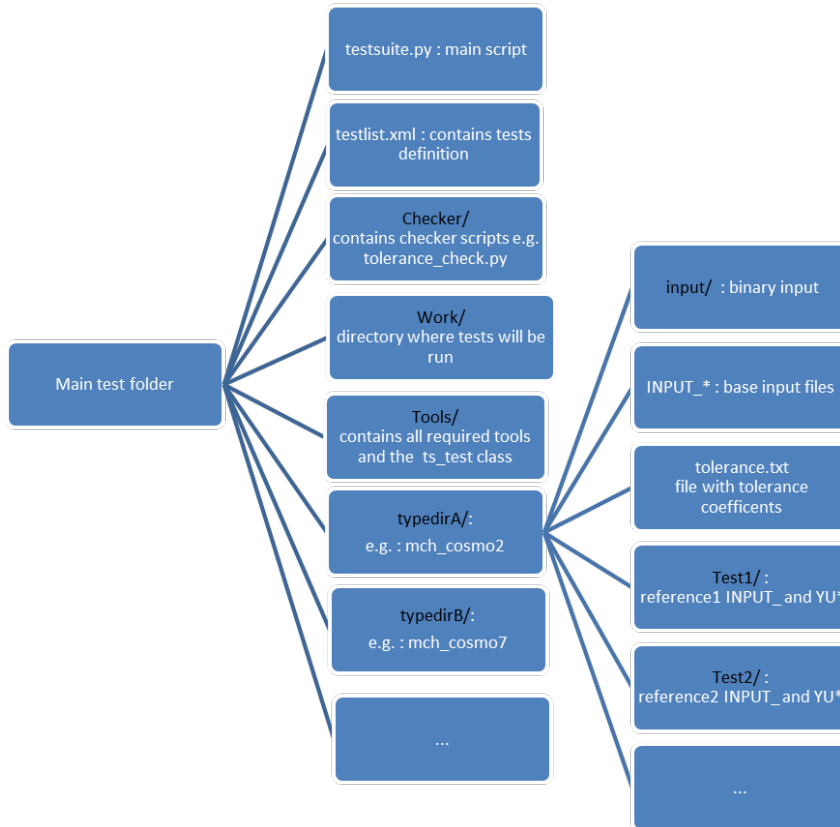 testsuite.py : main script
testlist.xml : contains tests
definition
Checker/
contains checker scripts e.g.
tolerance_check.py
Work/
directory where tests will be
run
Main test folder
Tools/
contains all required tools
and the ts_test class
typedirA/:
e.g. : mch_cosmo2
typedirB/:
e.g. : mch_cosmo7
...
input/ : binary input
INPUT_* : base input files
tolerance.txt
file with tolerance
coefficents
Test1/ :
reference1 INPUT_ and YU*
Test2/ :
reference2 INPUT_ and YU*
...